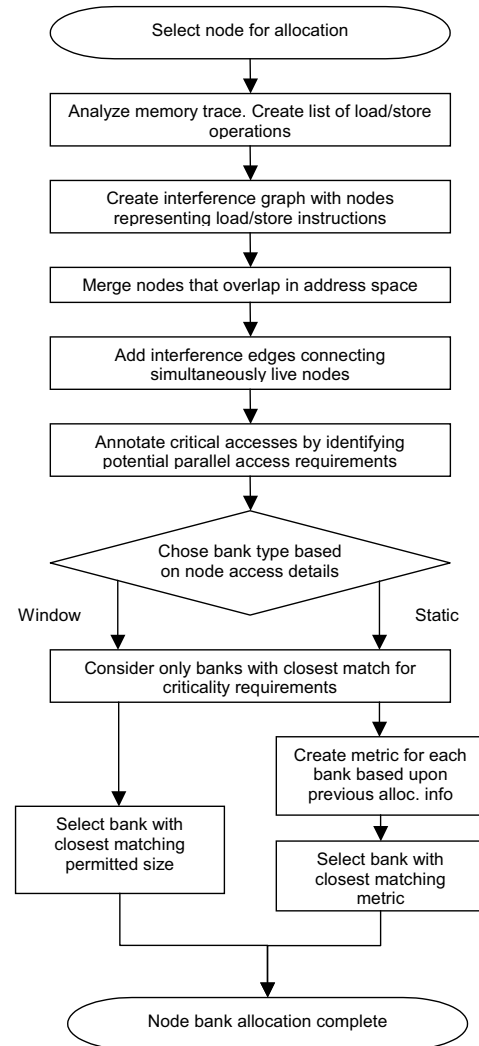 Select node for allocation
Analyze memory trace. Create list of load/store
operations
Create interference graph with nodes
representing load/store instructions
Merge nodes that overlap in address space
Add interference edges connecting
simultaneously live nodes
Annotate critical accesses by identifying
potential parallel access requirements
Chose bank type based
on node access details
Window
Static
Consider only banks with closest match for
criticality requirements
Create metric for each
bank based upon
previous alloc. info
Select bank with
closest matching
permitted size
Select bank with
closest matching
metric
Node bank allocation complete